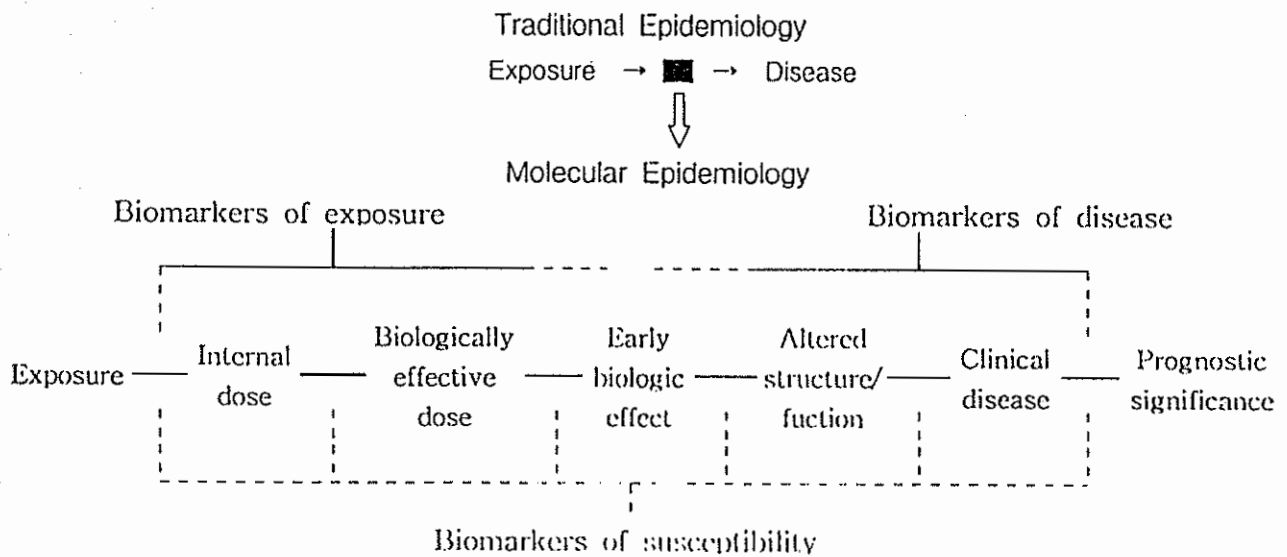 Traditional Epidemiology
Exposure → ■ → Disease
Molecular Epidemiology
Biomarkers of exposure
Biomarkers of disease
Exposure
Internal
dose
Biologically
effective
dose
Early
biologic
effect
Altered
structure/
fuction
Clinical
disease
Prognostic
significance
Biomarkers of susceptibility